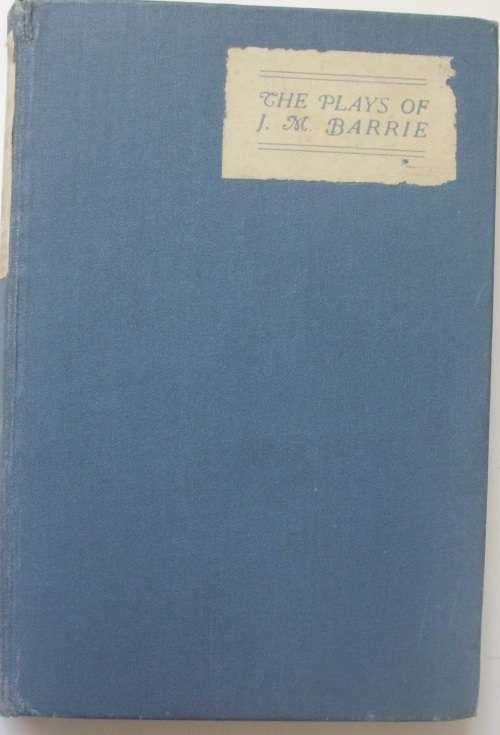 THE PLAYS OF
J. M. BARRIE